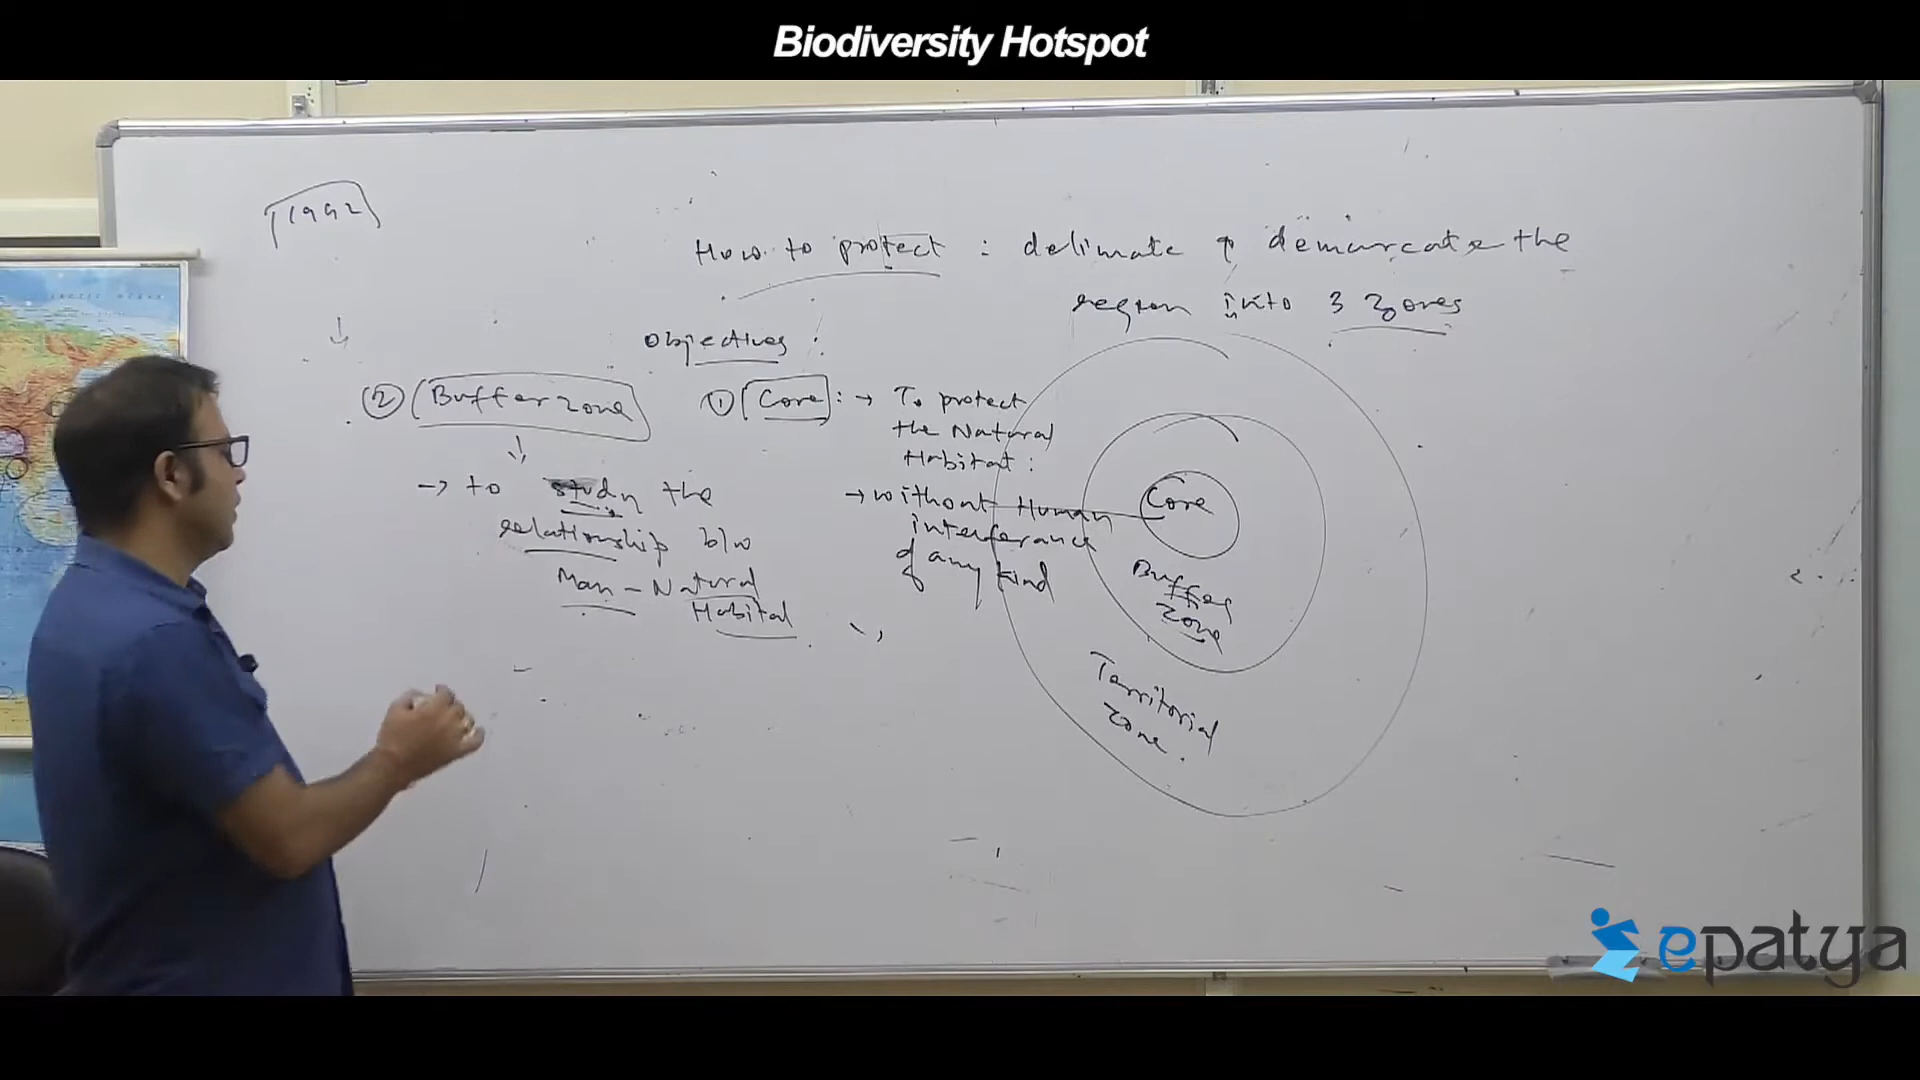 Biodiversity Hotspot
1992
How to protect : delimate & demarcate the
region into 3 zones
Objectives :
② Buffer zone
→ to study the
relationship b/w
Man - Natural
Habital
① Core : → To protect
the Natural
Habitat :
→ without Human
interferance
of any kind
Core
Buffer
Zone
Territorial
zone
epatya